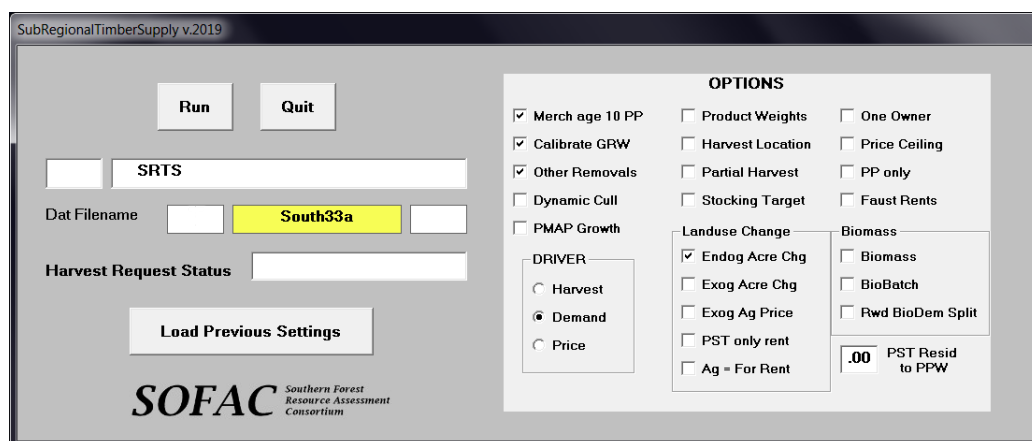 SubRegionalTimberSupply v.2019
Run
Quit
SRTS
Dat Filename
South33a
Harvest Request Status
Load Previous Settings
SOFAC
Southern Forest
Resource Assessment
Consortium
OPTIONS
Merch age 10 PP
Calibrate GRW
Other Removals
Dynamic Cull
PMAP Growth
DRIVER
Harvest
Demand
Price
Product Weights
Harvest Location
Partial Harvest
Stocking Target
Landuse Change
Endog Acre Chg
Exog Acre Chg
Exog Ag Price
PST only rent
Ag = For Rent
One Owner
Price Ceiling
PP only
Faust Rents
Biomass
Biomass
BioBatch
Rwd BioDem Split
.00
PST Resid
to PPW